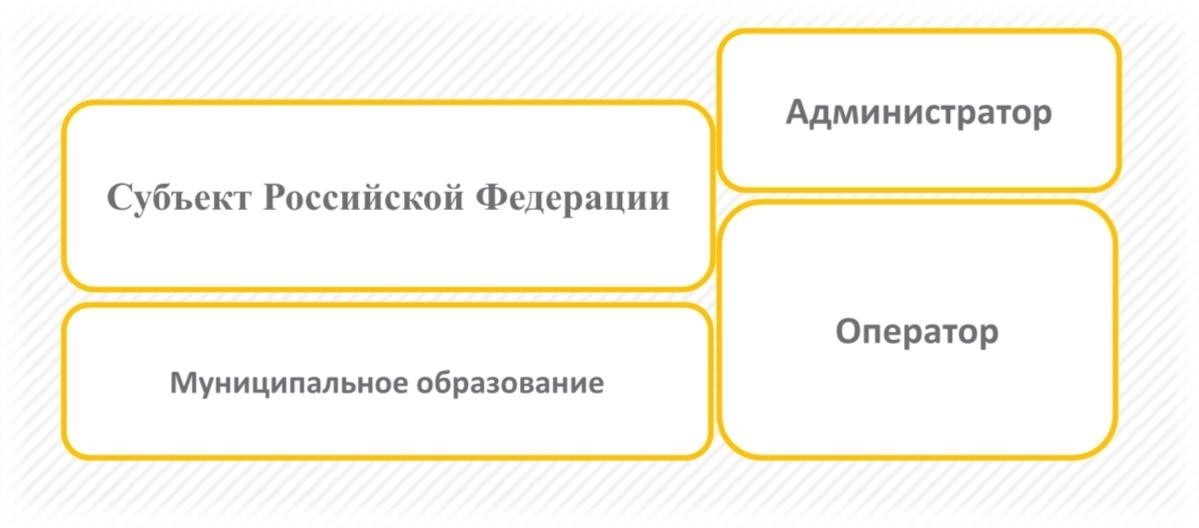 Администратор
Субъект Российской Федерации
Оператор
Муниципальное образование